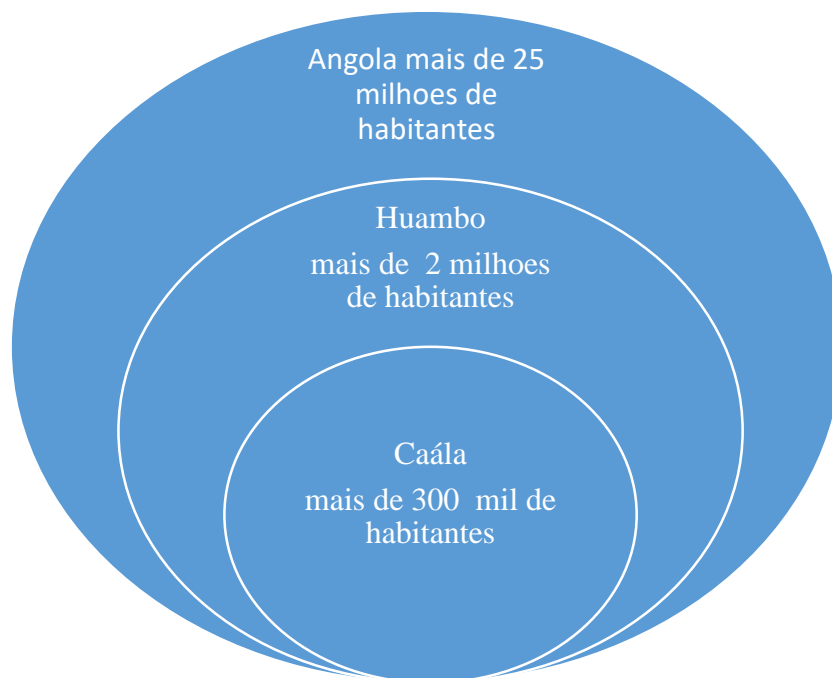 Angola mais de 25
milhoes de
habitantes
Huambo
mais de  2 milhoes
de habitantes
Caála
mais de 300  mil de
habitantes